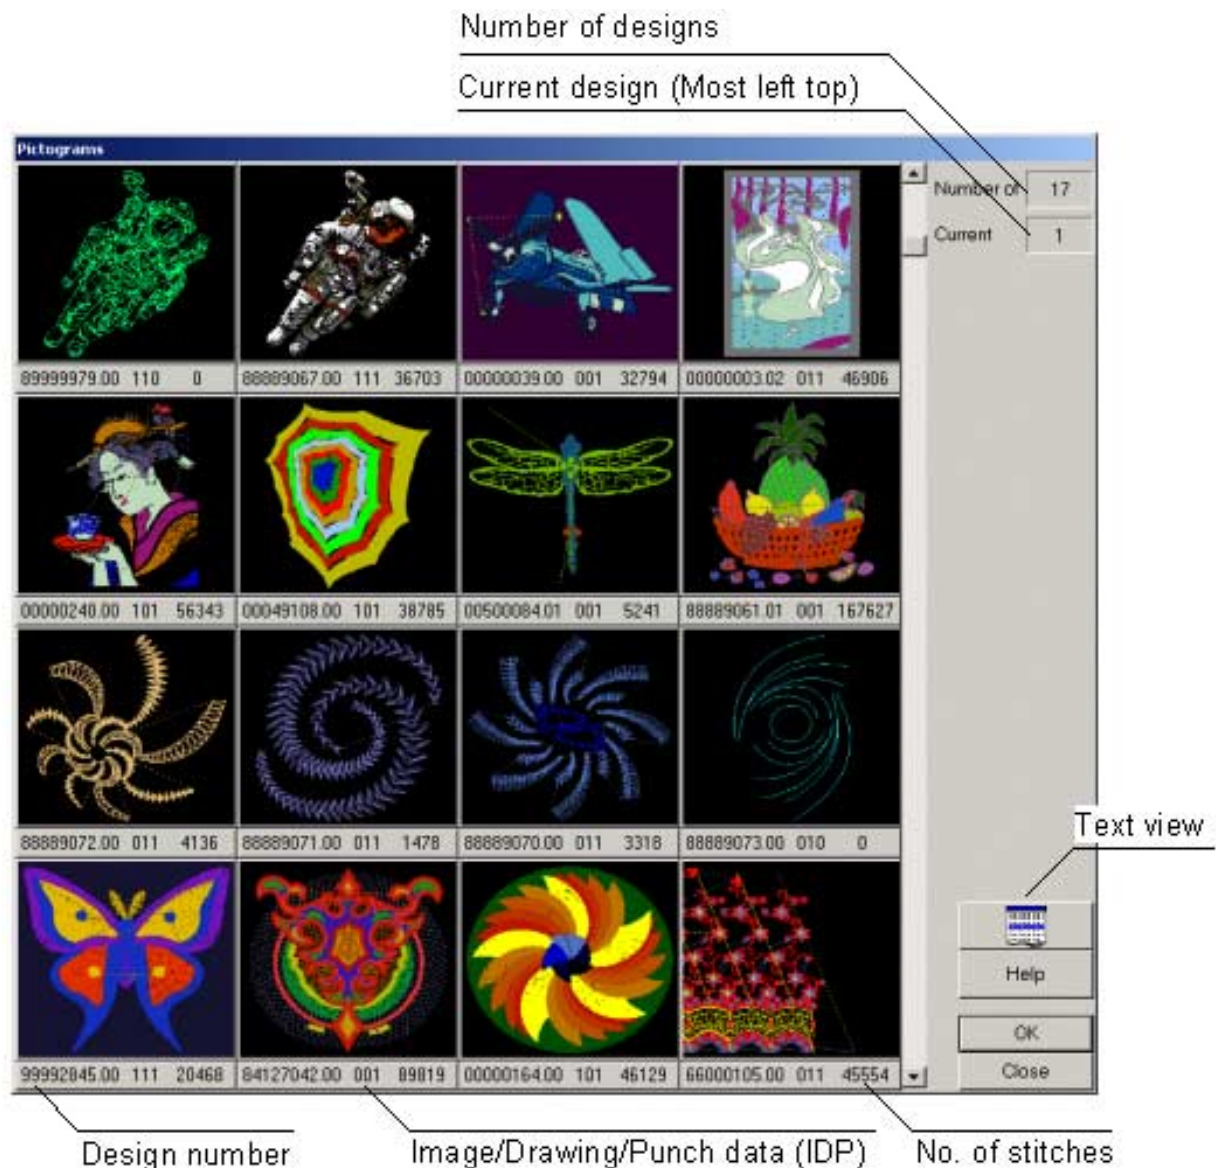 Number of designs
Current design (Most left top)
Pictograms
Number of 17
Current 1
89999979.00 110 0 88889067.00 111 36703 00000039.00 001 32794 00000003.02 011 46906
00000240.00 101 56343 00049108.00 101 38785 00500084.01 001 5241 88889061.01 001 167627
88889072.00 011 4136 88889071.00 011 1478 88889070.00 011 3318 88889073.00 010 0
Text view
Help
OK
Close
99992845.00 111 20468 84127042.00 001 89819 00000164.00 101 46129 66000105.00 011 45554
Design number Image/Drawing/Punch data (IDP) No. of stitches